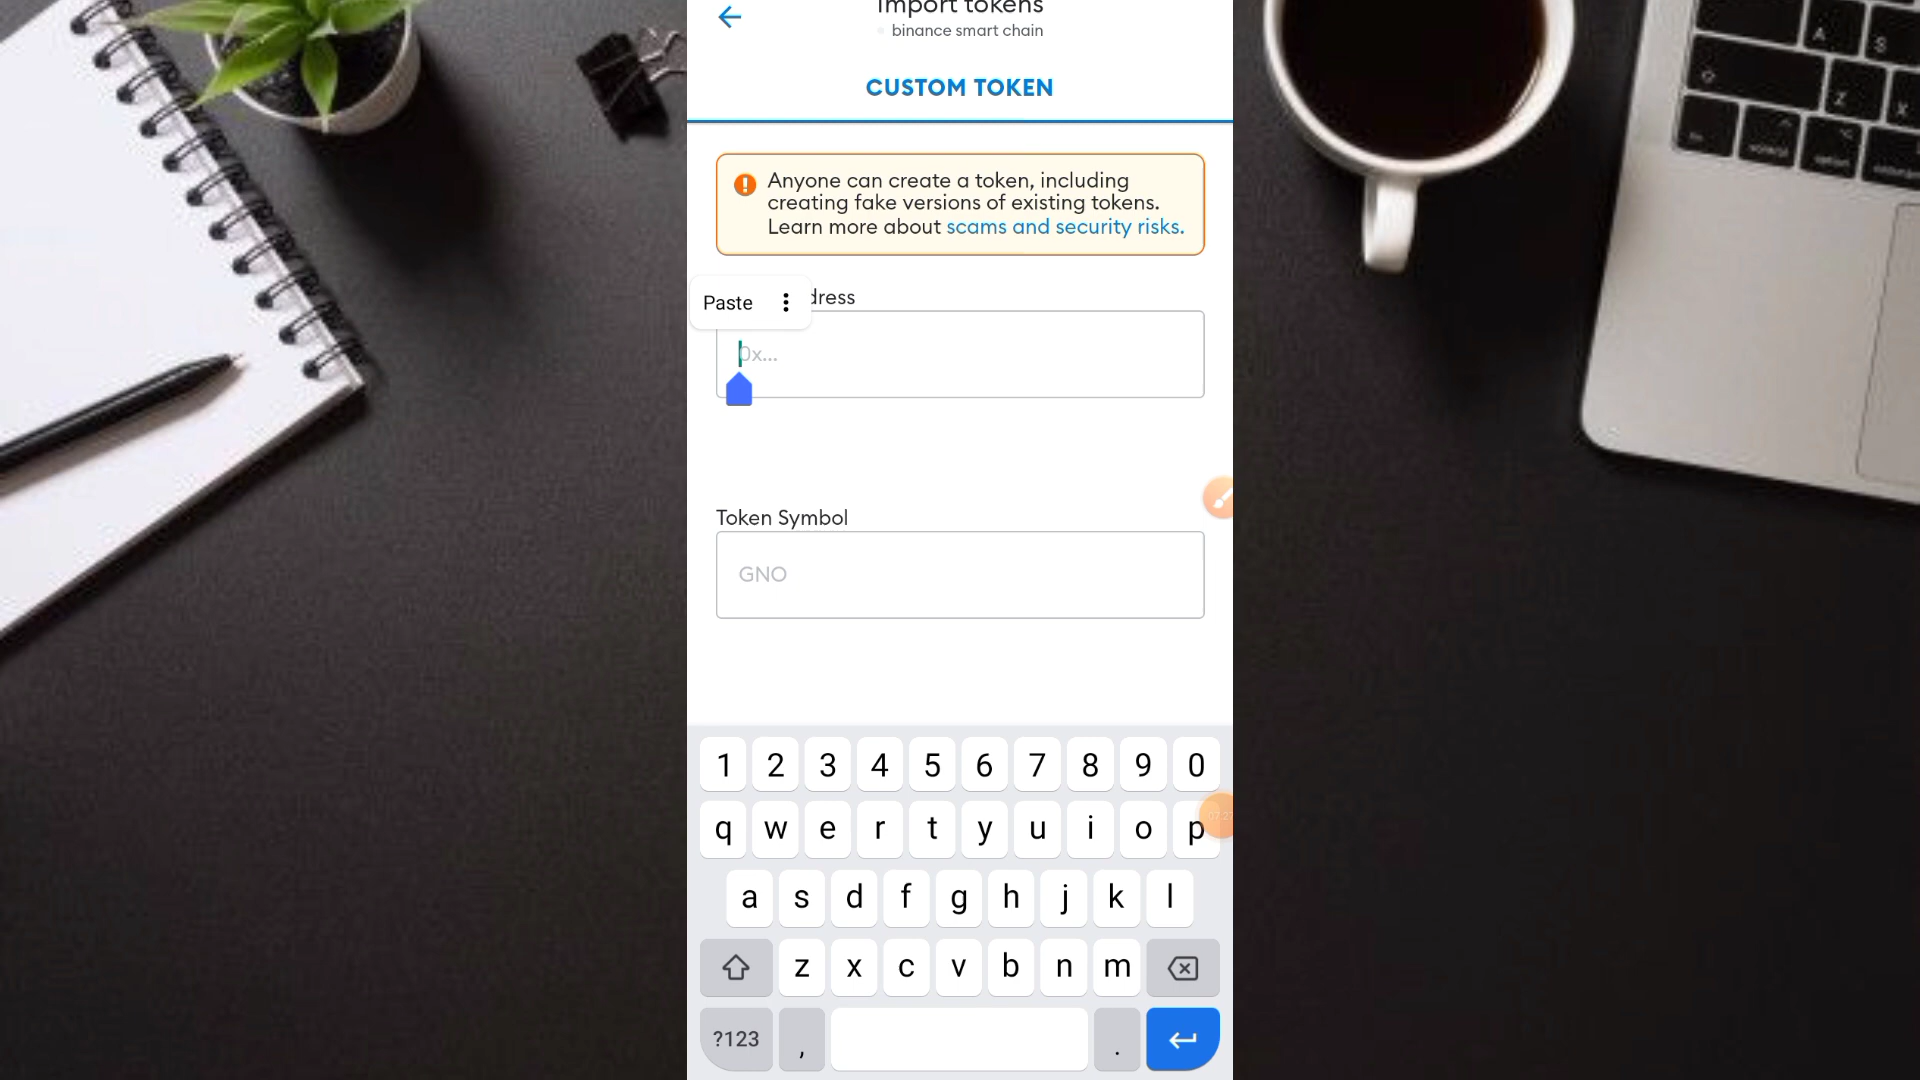 Import tokens
binance smart chain
CUSTOM TOKEN
Anyone can create a token, including
creating fake versions of existing tokens.
Learn more about scams and security risks.
Paste
dress
0x...
Token Symbol
GNO
1 2 3 4 5 6 7 8 9 0
q w e r t y u i o p
a s d f g h j k l
z x c v b n m
?123 , .
A S
Z X